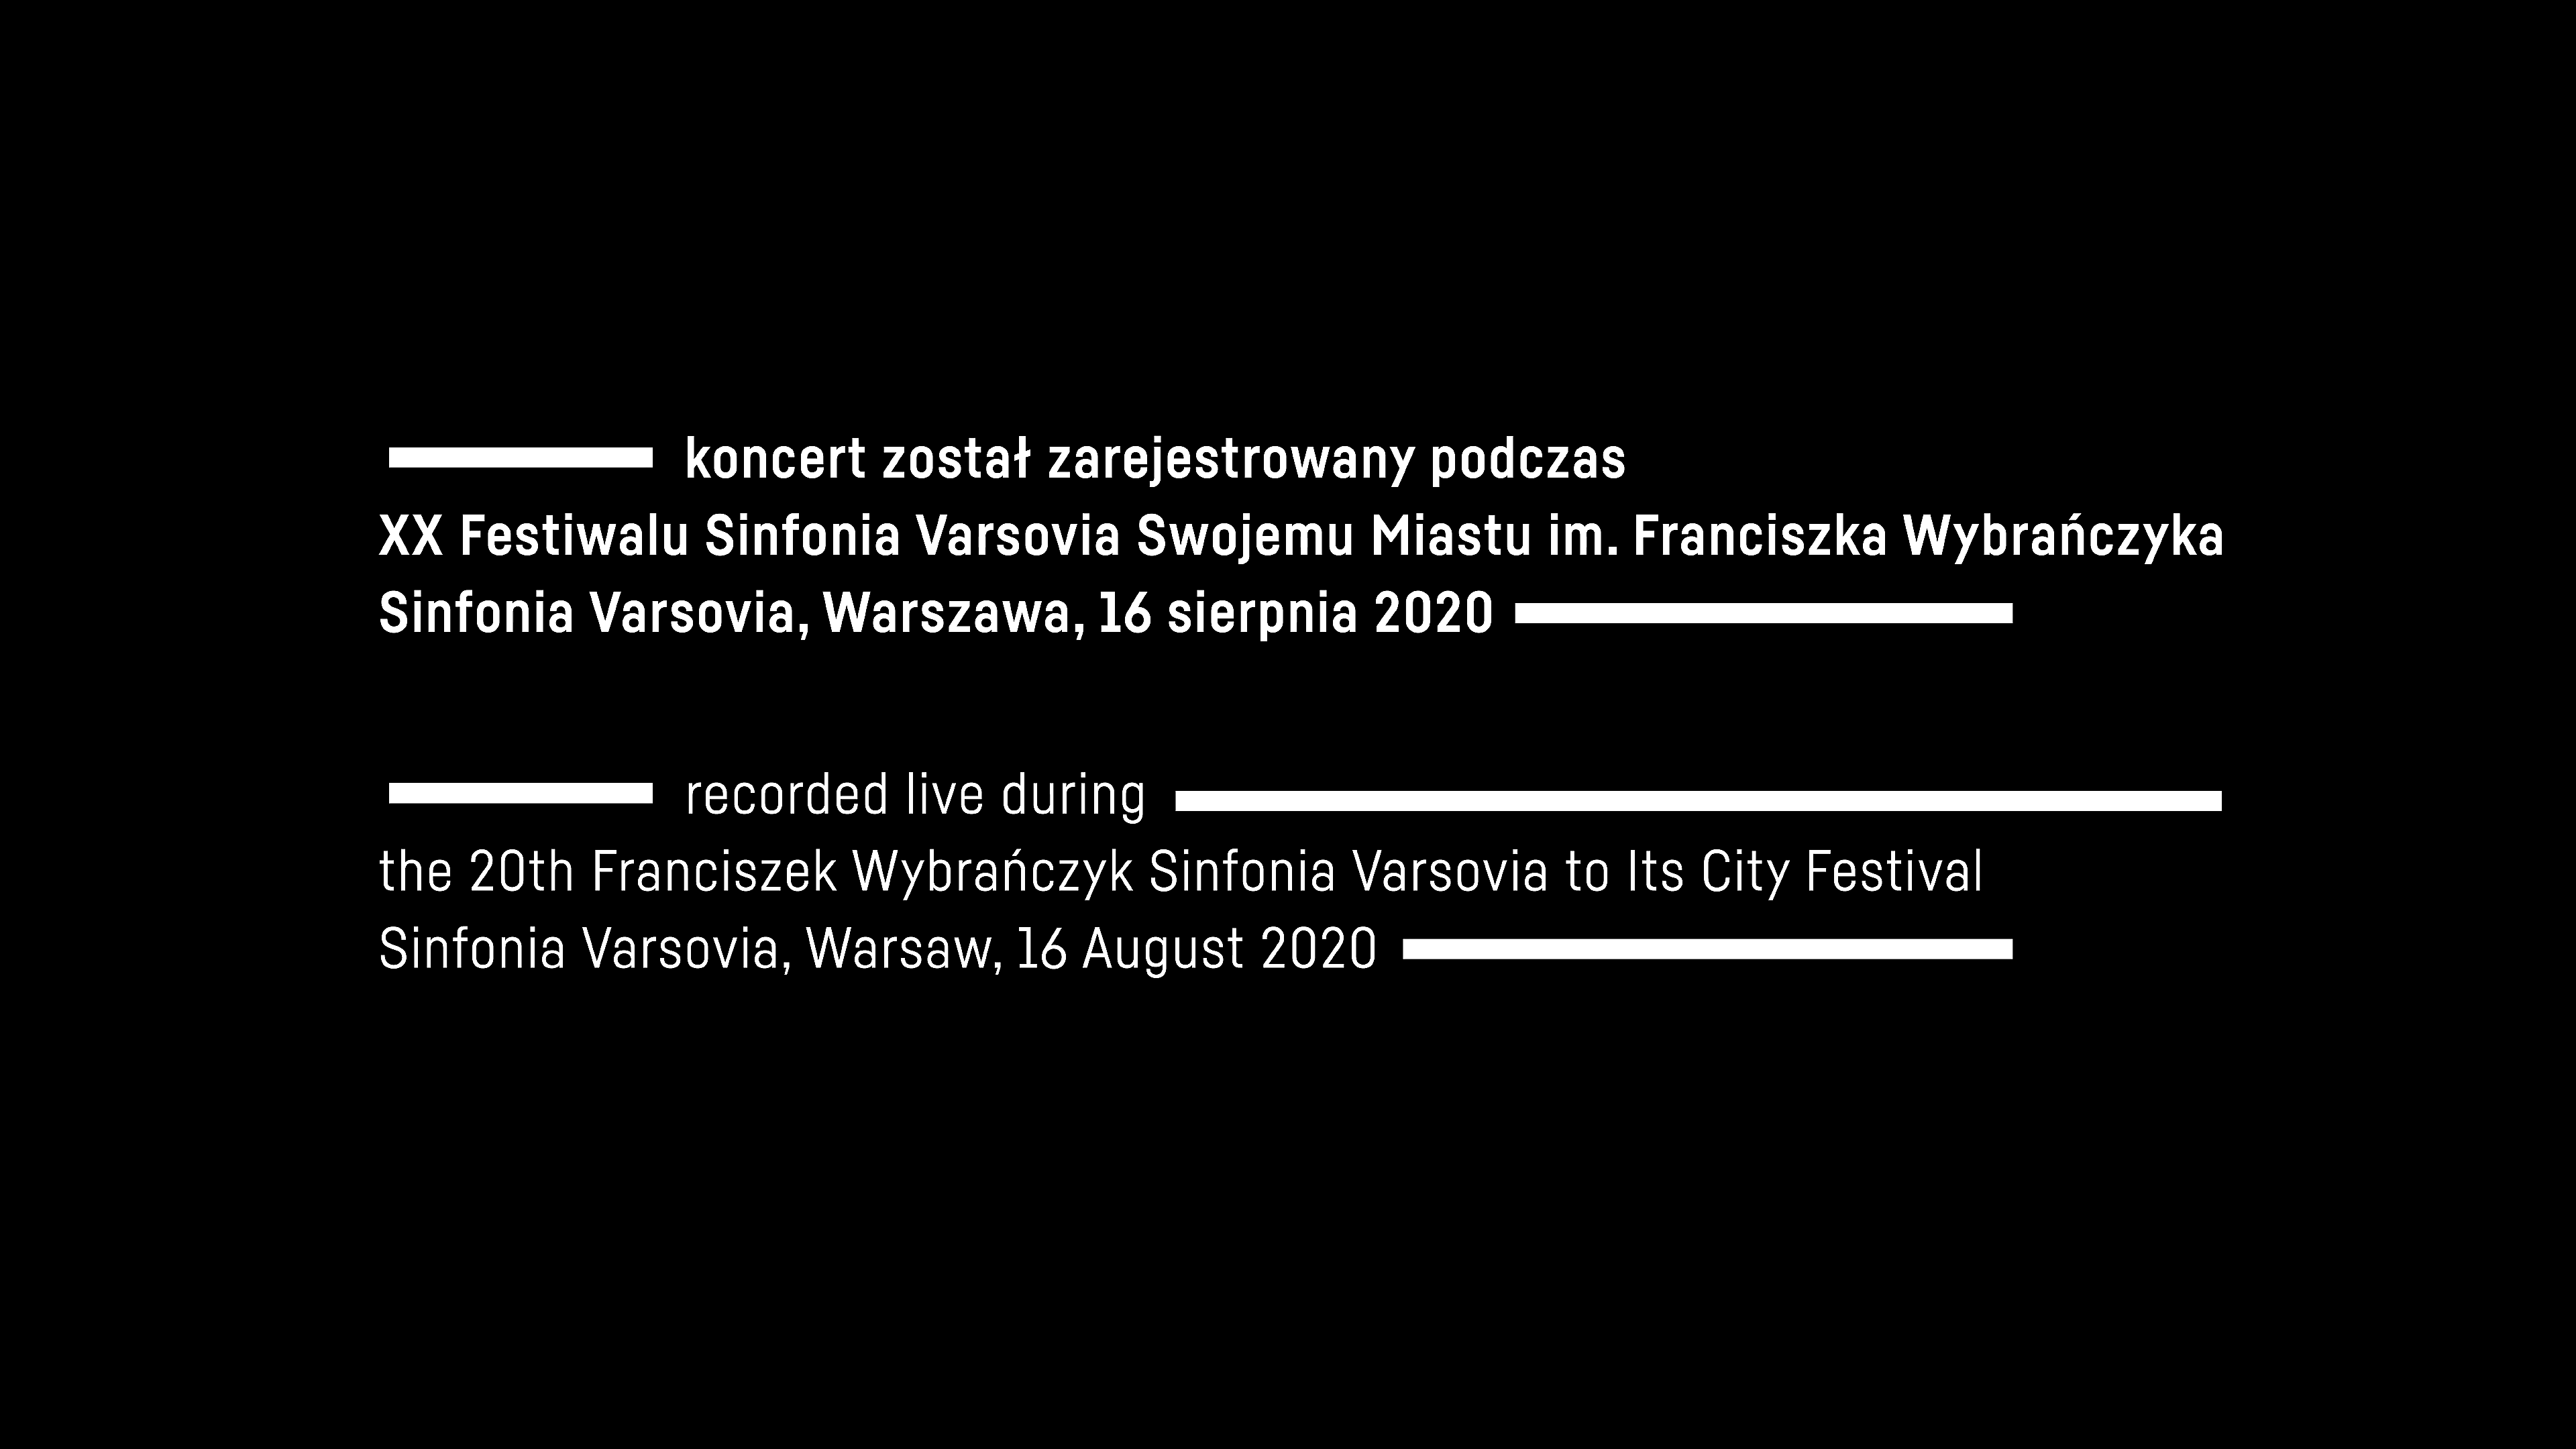 koncert został zarejestrowany podczas
XX Festiwalu Sinfonia Varsovia Swojemu Miastu im. Franciszka Wybrańczyka
Sinfonia Varsovia, Warszawa, 16 sierpnia 2020
recorded live during
the 20th Franciszek Wybrańczyk Sinfonia Varsovia to Its City Festival
Sinfonia Varsovia, Warsaw, 16 August 2020